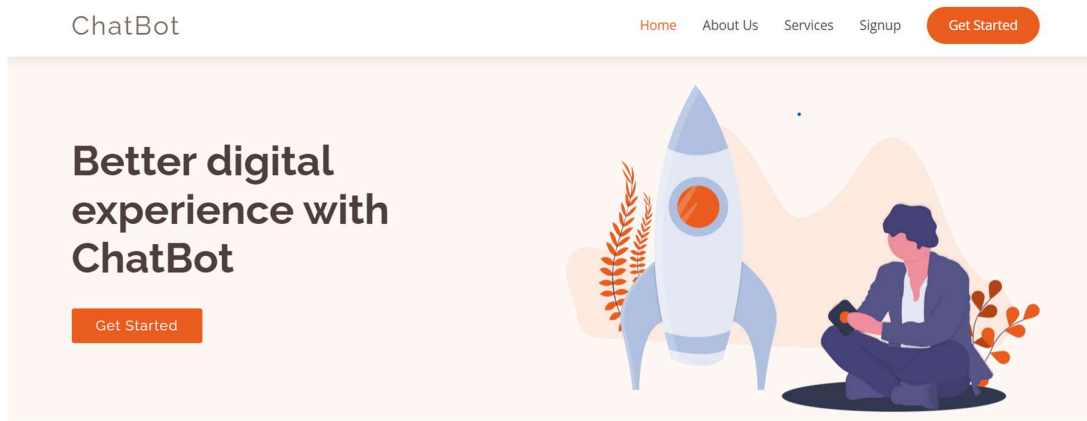 ChatBot
Home About Us Services Signup Get Started
Better digital
experience with
ChatBot
Get Started